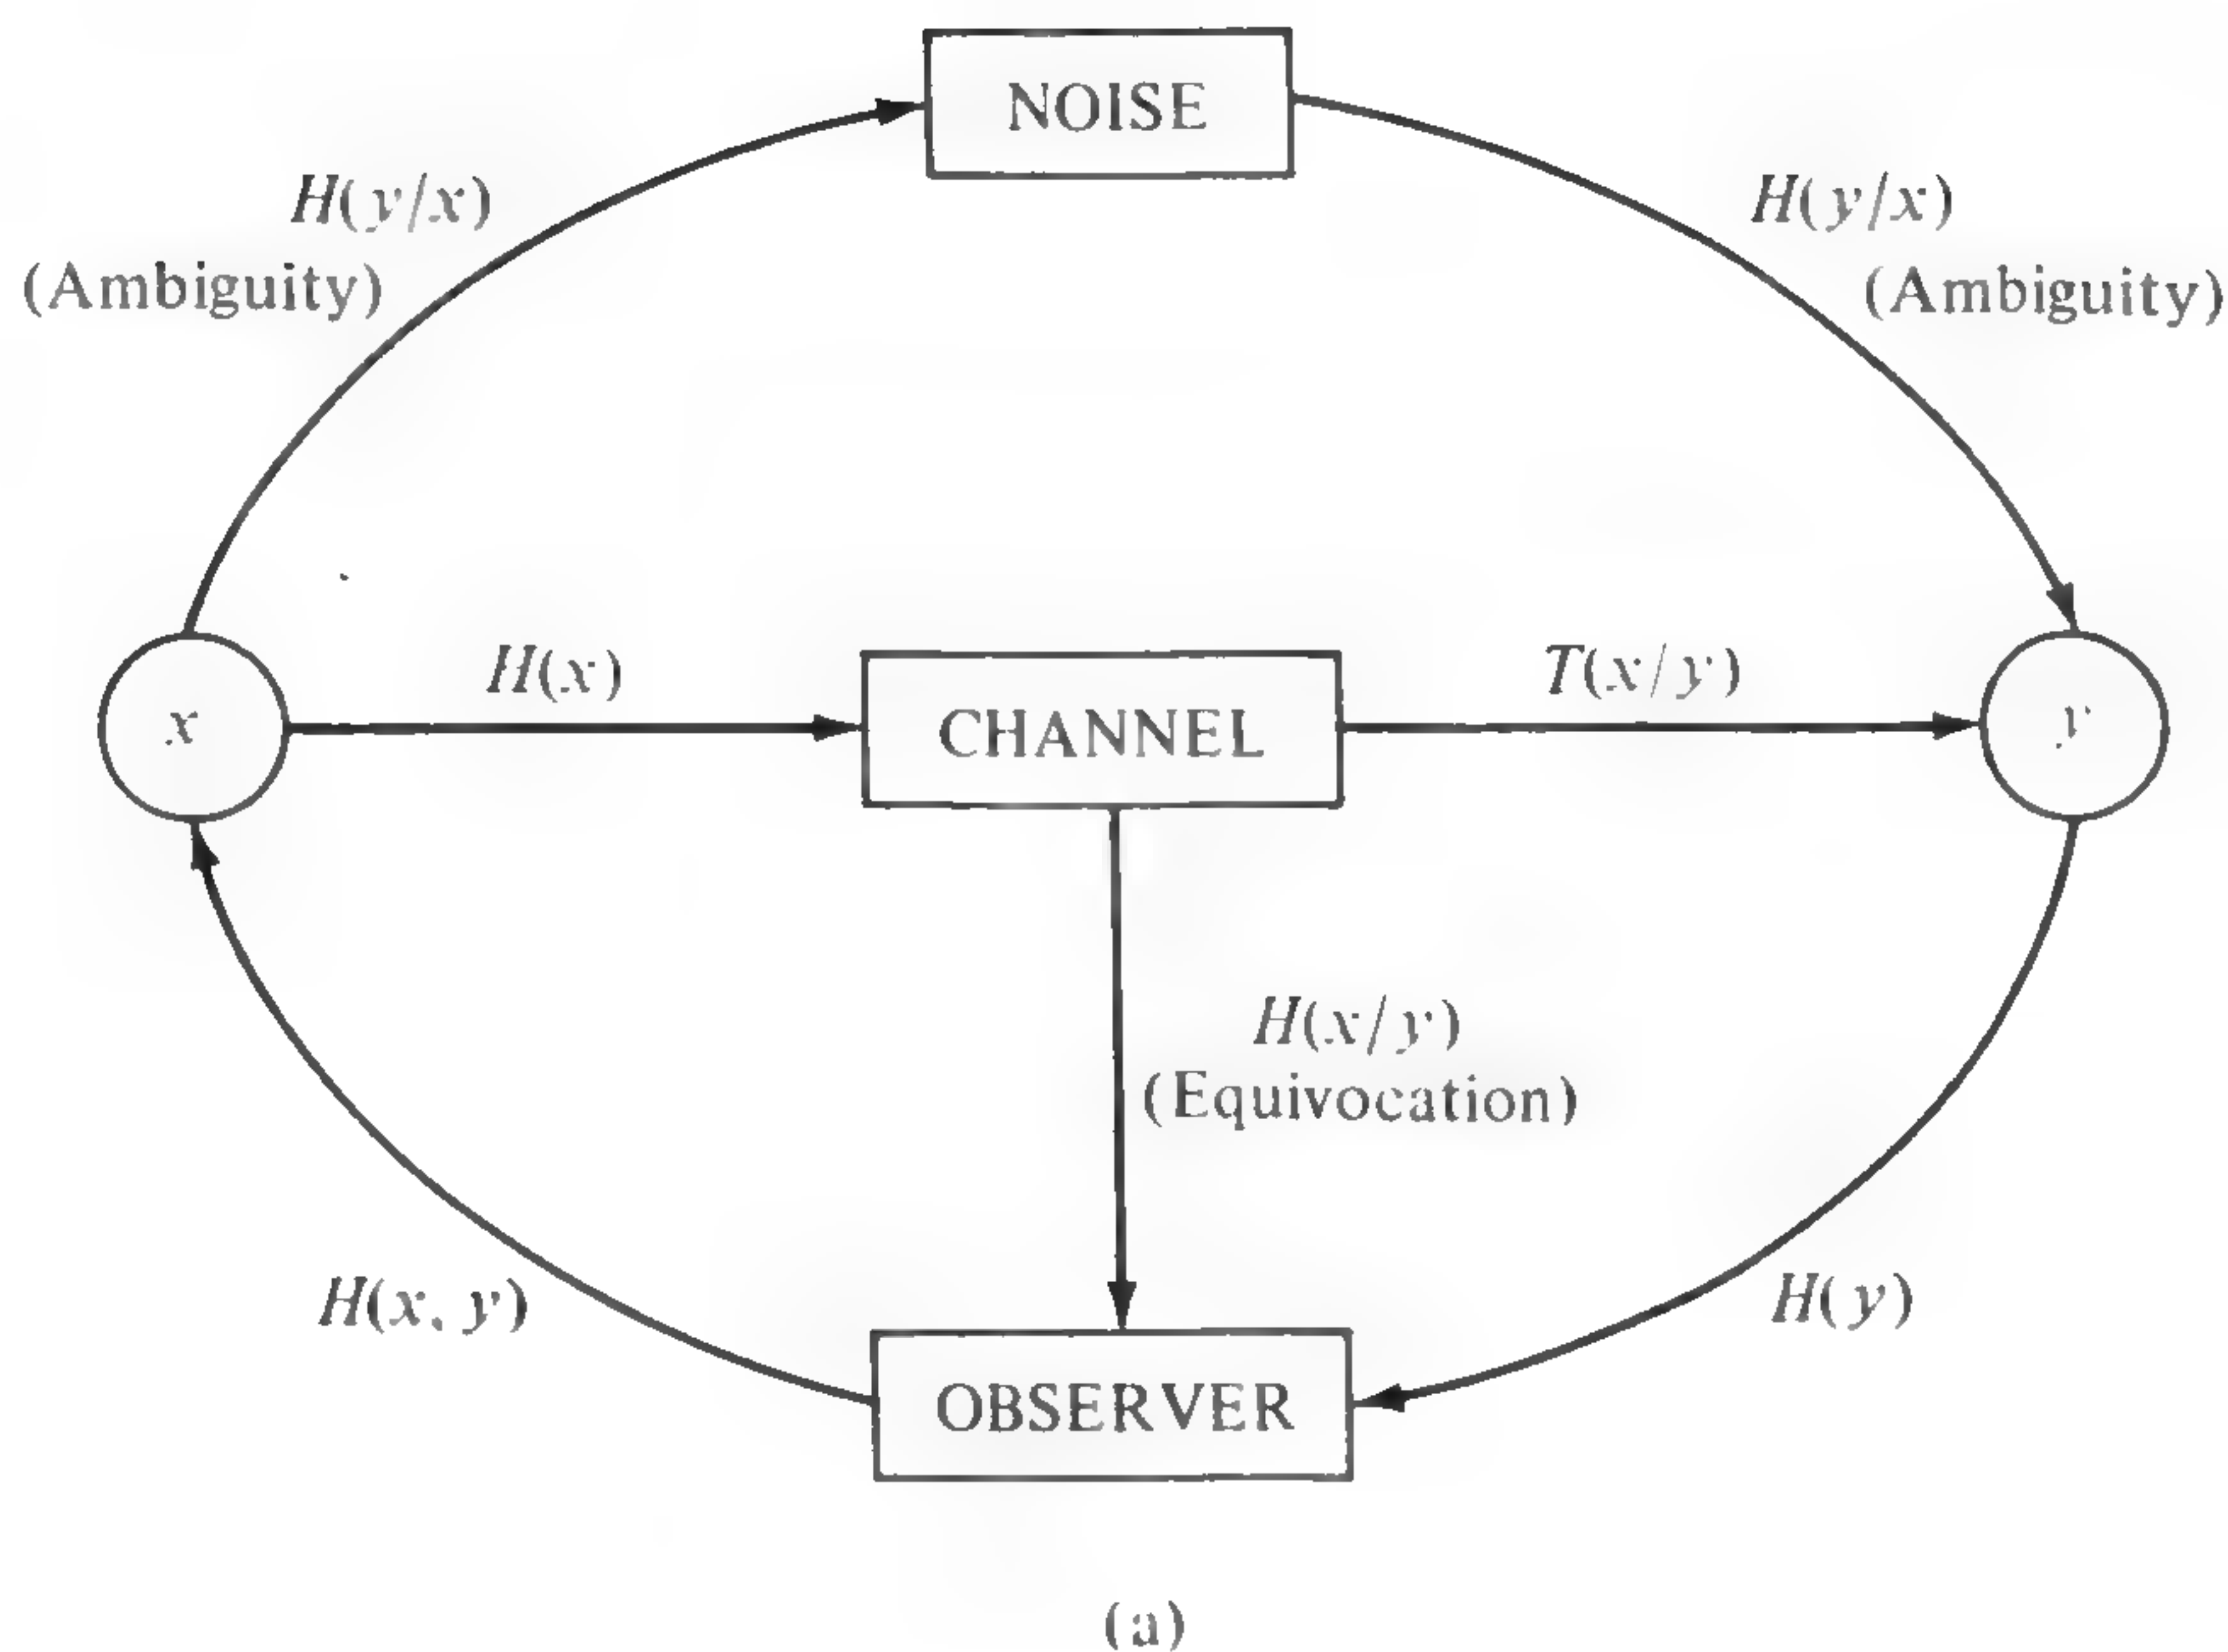 NOISE
H(y/x)
(Ambiguity)
H(y/x)
(Ambiguity)
H(x)
T(x/y)
x
CHANNEL
y
H(x/y)
(Equivocation)
H(x, y)
H(y)
OBSERVER
(a)